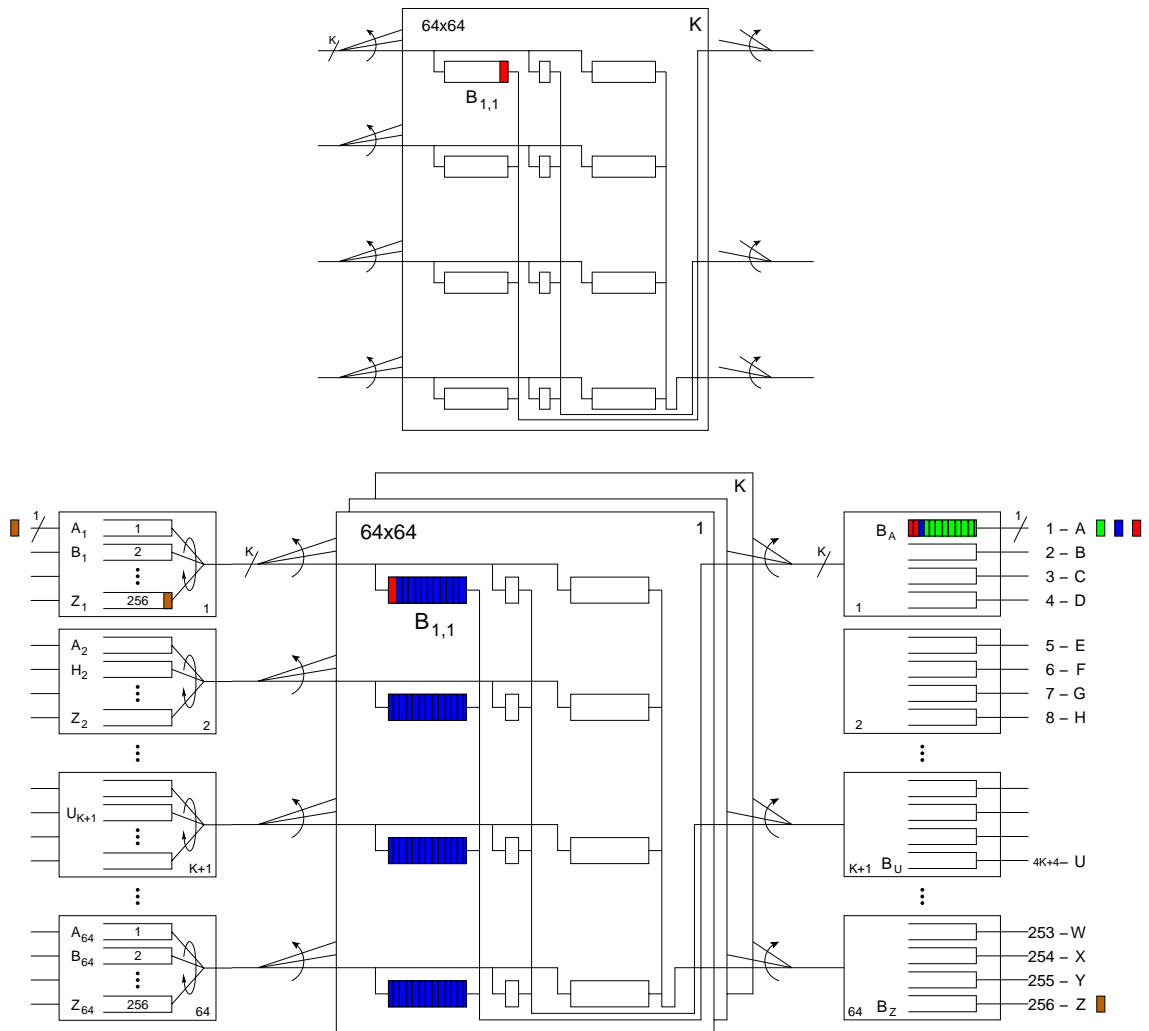 64x64 K
K
B1,1
K
64x64 1
1 A1 1
B1 2
Z1 256 1
K
B1,1
K
BA 1 1 – A
2 – B
3 – C
1 4 – D
A2
H2
Z2 2
5 – E
6 – F
7 – G
2 8 – H
UK+1
K+1
K+1 BU 4K+4– U
A64 1
B64 2
Z64 256 64
253 – W
254 – X
255 – Y
64 BZ 256 – Z